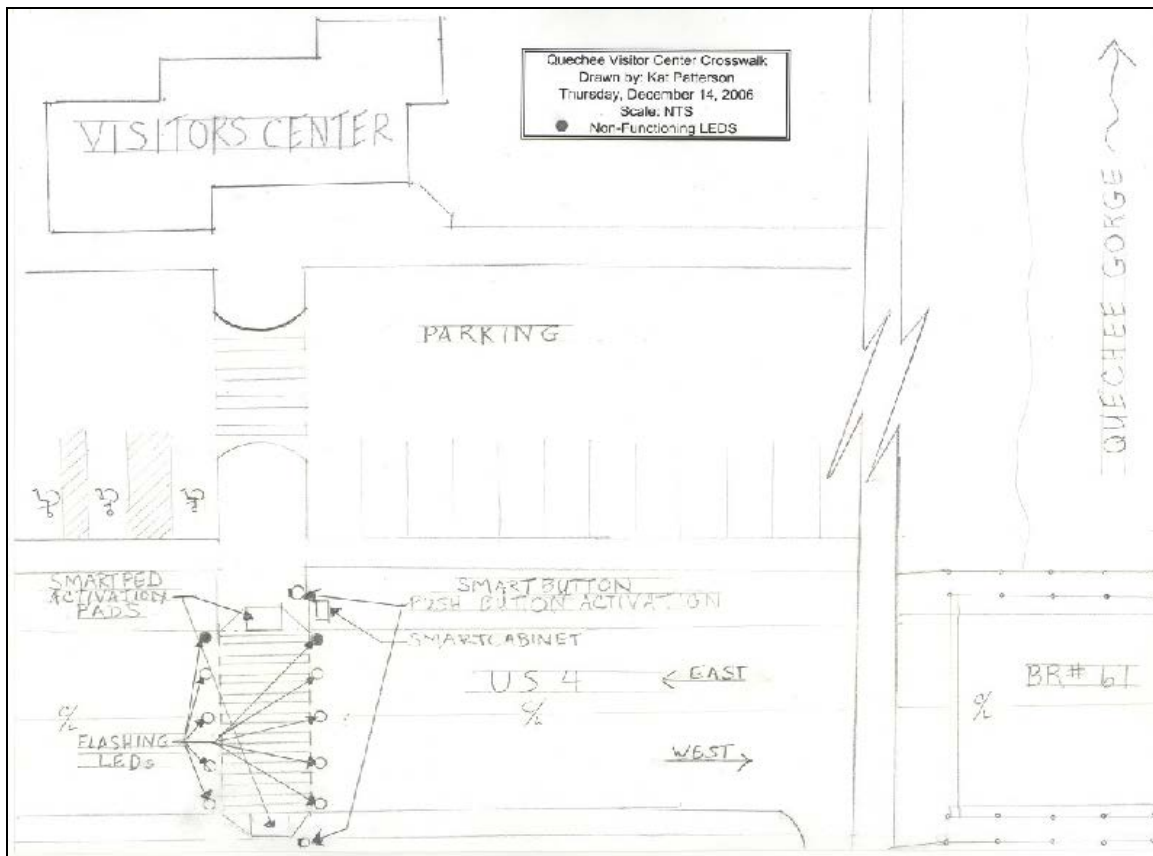 Quechee Visitor Center Crosswalk
Drawn by: Kat Patterson
Thursday, December 14, 2006
Scale: NTS
Non-Functioning LEDS
VISITORS CENTER
QUECHEE GORGE
PARKING
SMARTPED
ACTIVATION
PADS
SMARTBUTTON
PUSH BUTTON ACTIVATION
SMARTCABINET
US 4
EAST
BR# 61
C/L
C/L
C/L
FLASHING
LEDs
WEST